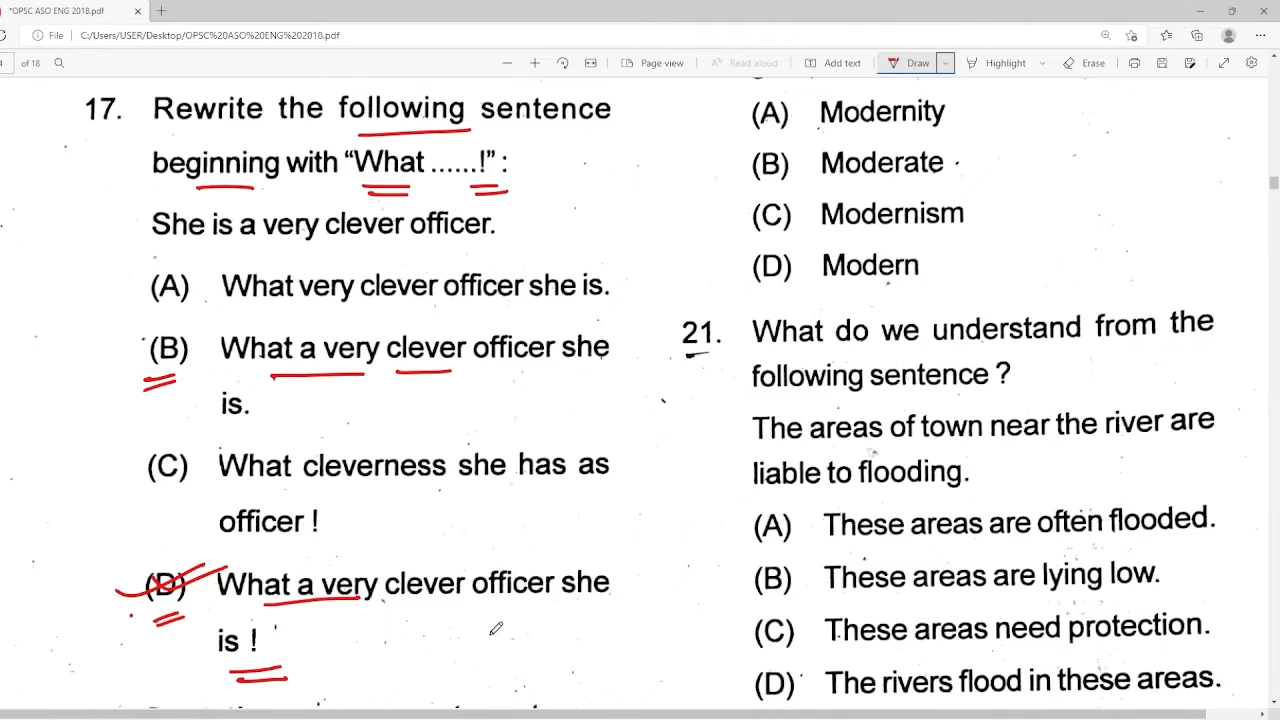 *OPSC ASO ENG 2018.pdf
File C:/Users/USER/Desktop/OPSC%20ASO%20ENG%202018.pdf
4 of 18 Page view Read aloud Add text Draw Highlight Erase
17. Rewrite the following sentence
beginning with “What ......!” :
She is a very clever officer.
(A) What very clever officer she is.
(B) What a very clever officer she
is.
(C) What cleverness she has as
officer !
(D) What a very clever officer she
is !
(A) Modernity
(B) Moderate
(C) Modernism
(D) Modern
21. What do we understand from the
following sentence ?
The areas of town near the river are
liable to flooding.
(A) These areas are often flooded.
(B) These areas are lying low.
(C) These areas need protection.
(D) The rivers flood in these areas.